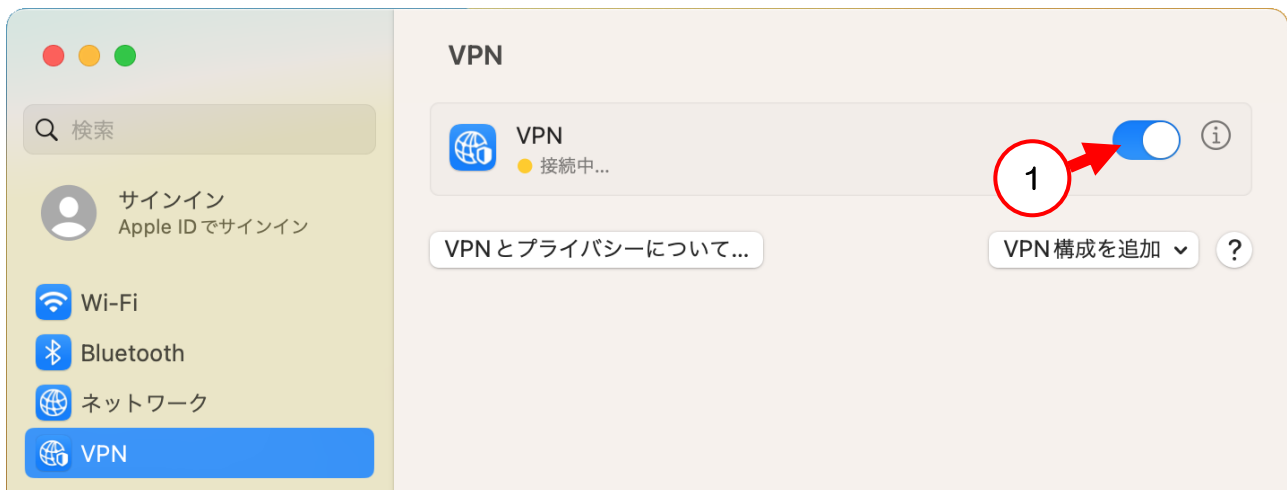 VPN
検索
VPN
接続中...
1
サインイン
Apple IDでサインイン
VPNとプライバシーについて...
VPN構成を追加
?
Wi-Fi
Bluetooth
ネットワーク
VPN